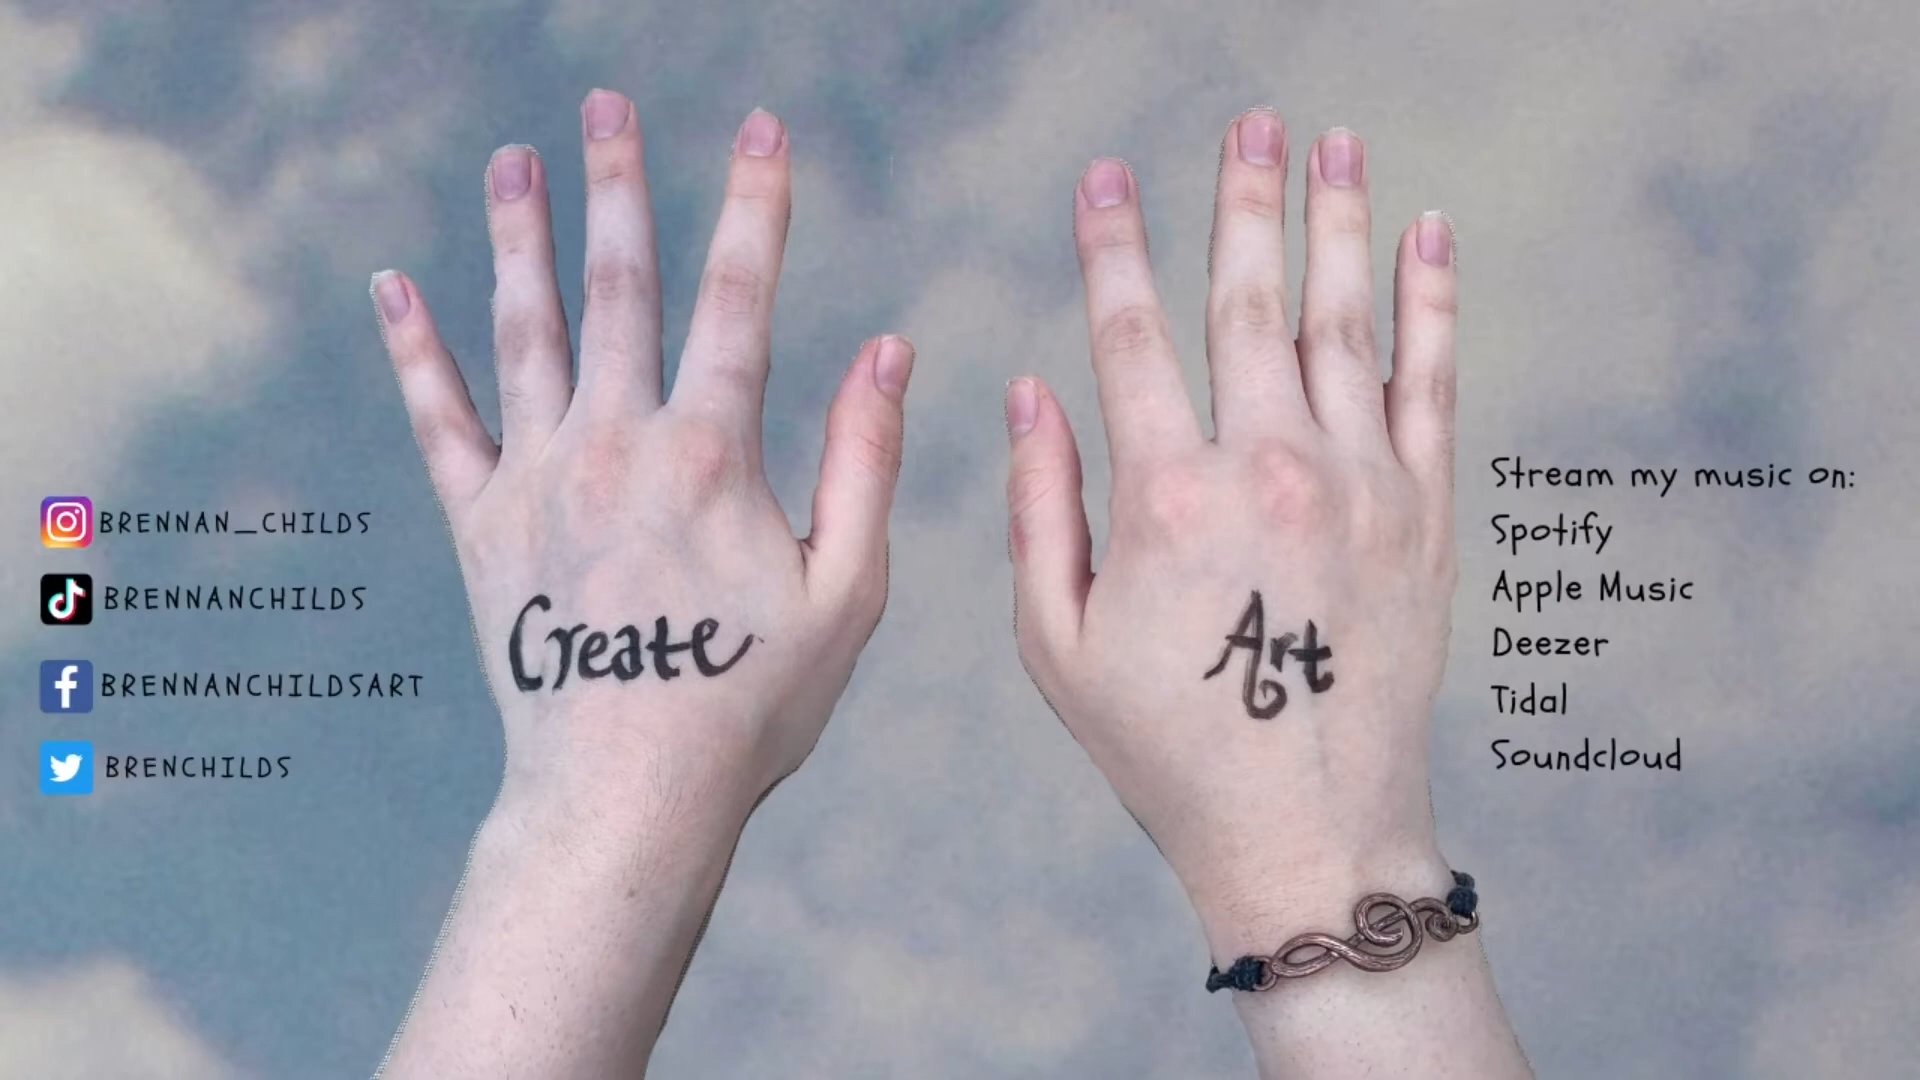 BRENNAN_CHILDS
BRENNANCHILDS
BRENNANCHILDSART
BRENCHILDS
Create
Art
Stream my music on:
Spotify
Apple Music
Deezer
Tidal
Soundcloud